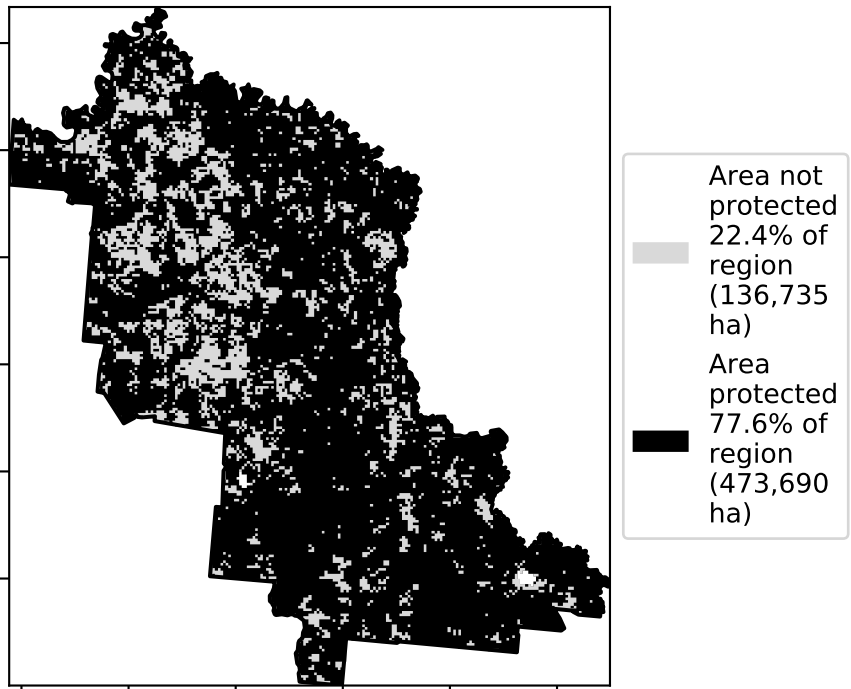 Area not
protected
22.4% of
region
(136,735
ha)
Area
protected
77.6% of
region
(473,690
ha)